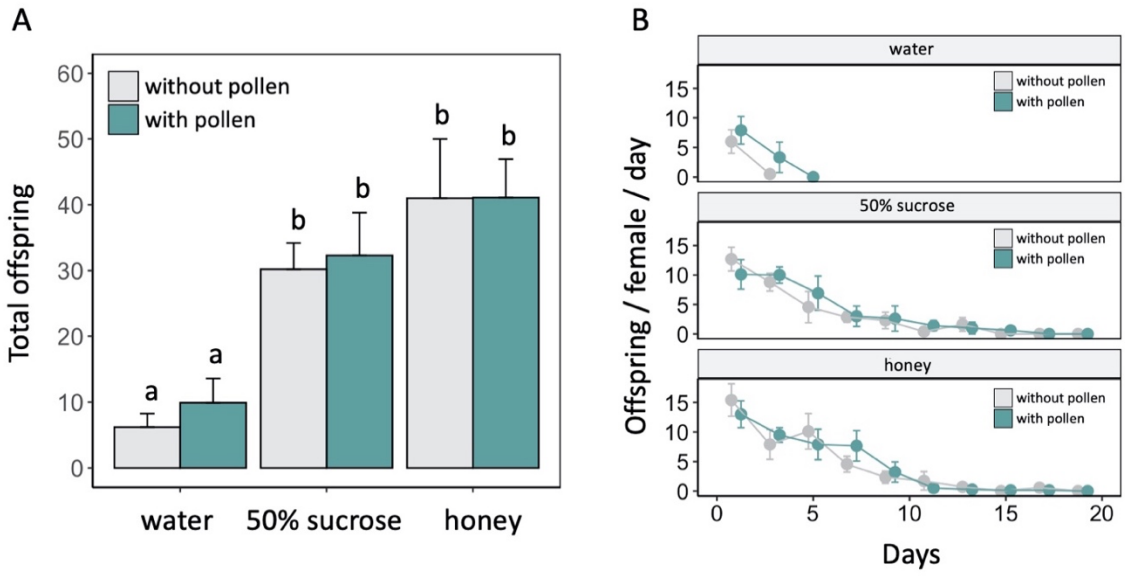 A
Total offspring
60
50
40
30
20
10
0
without pollen
with pollen
a
a
b
b
b
b
water
50% sucrose
honey
B
Offspring / female / day
water
15
10
5
0
without pollen
with pollen
50% sucrose
15
10
5
0
without pollen
with pollen
honey
15
10
5
0
without pollen
with pollen
0
5
10
15
20
Days